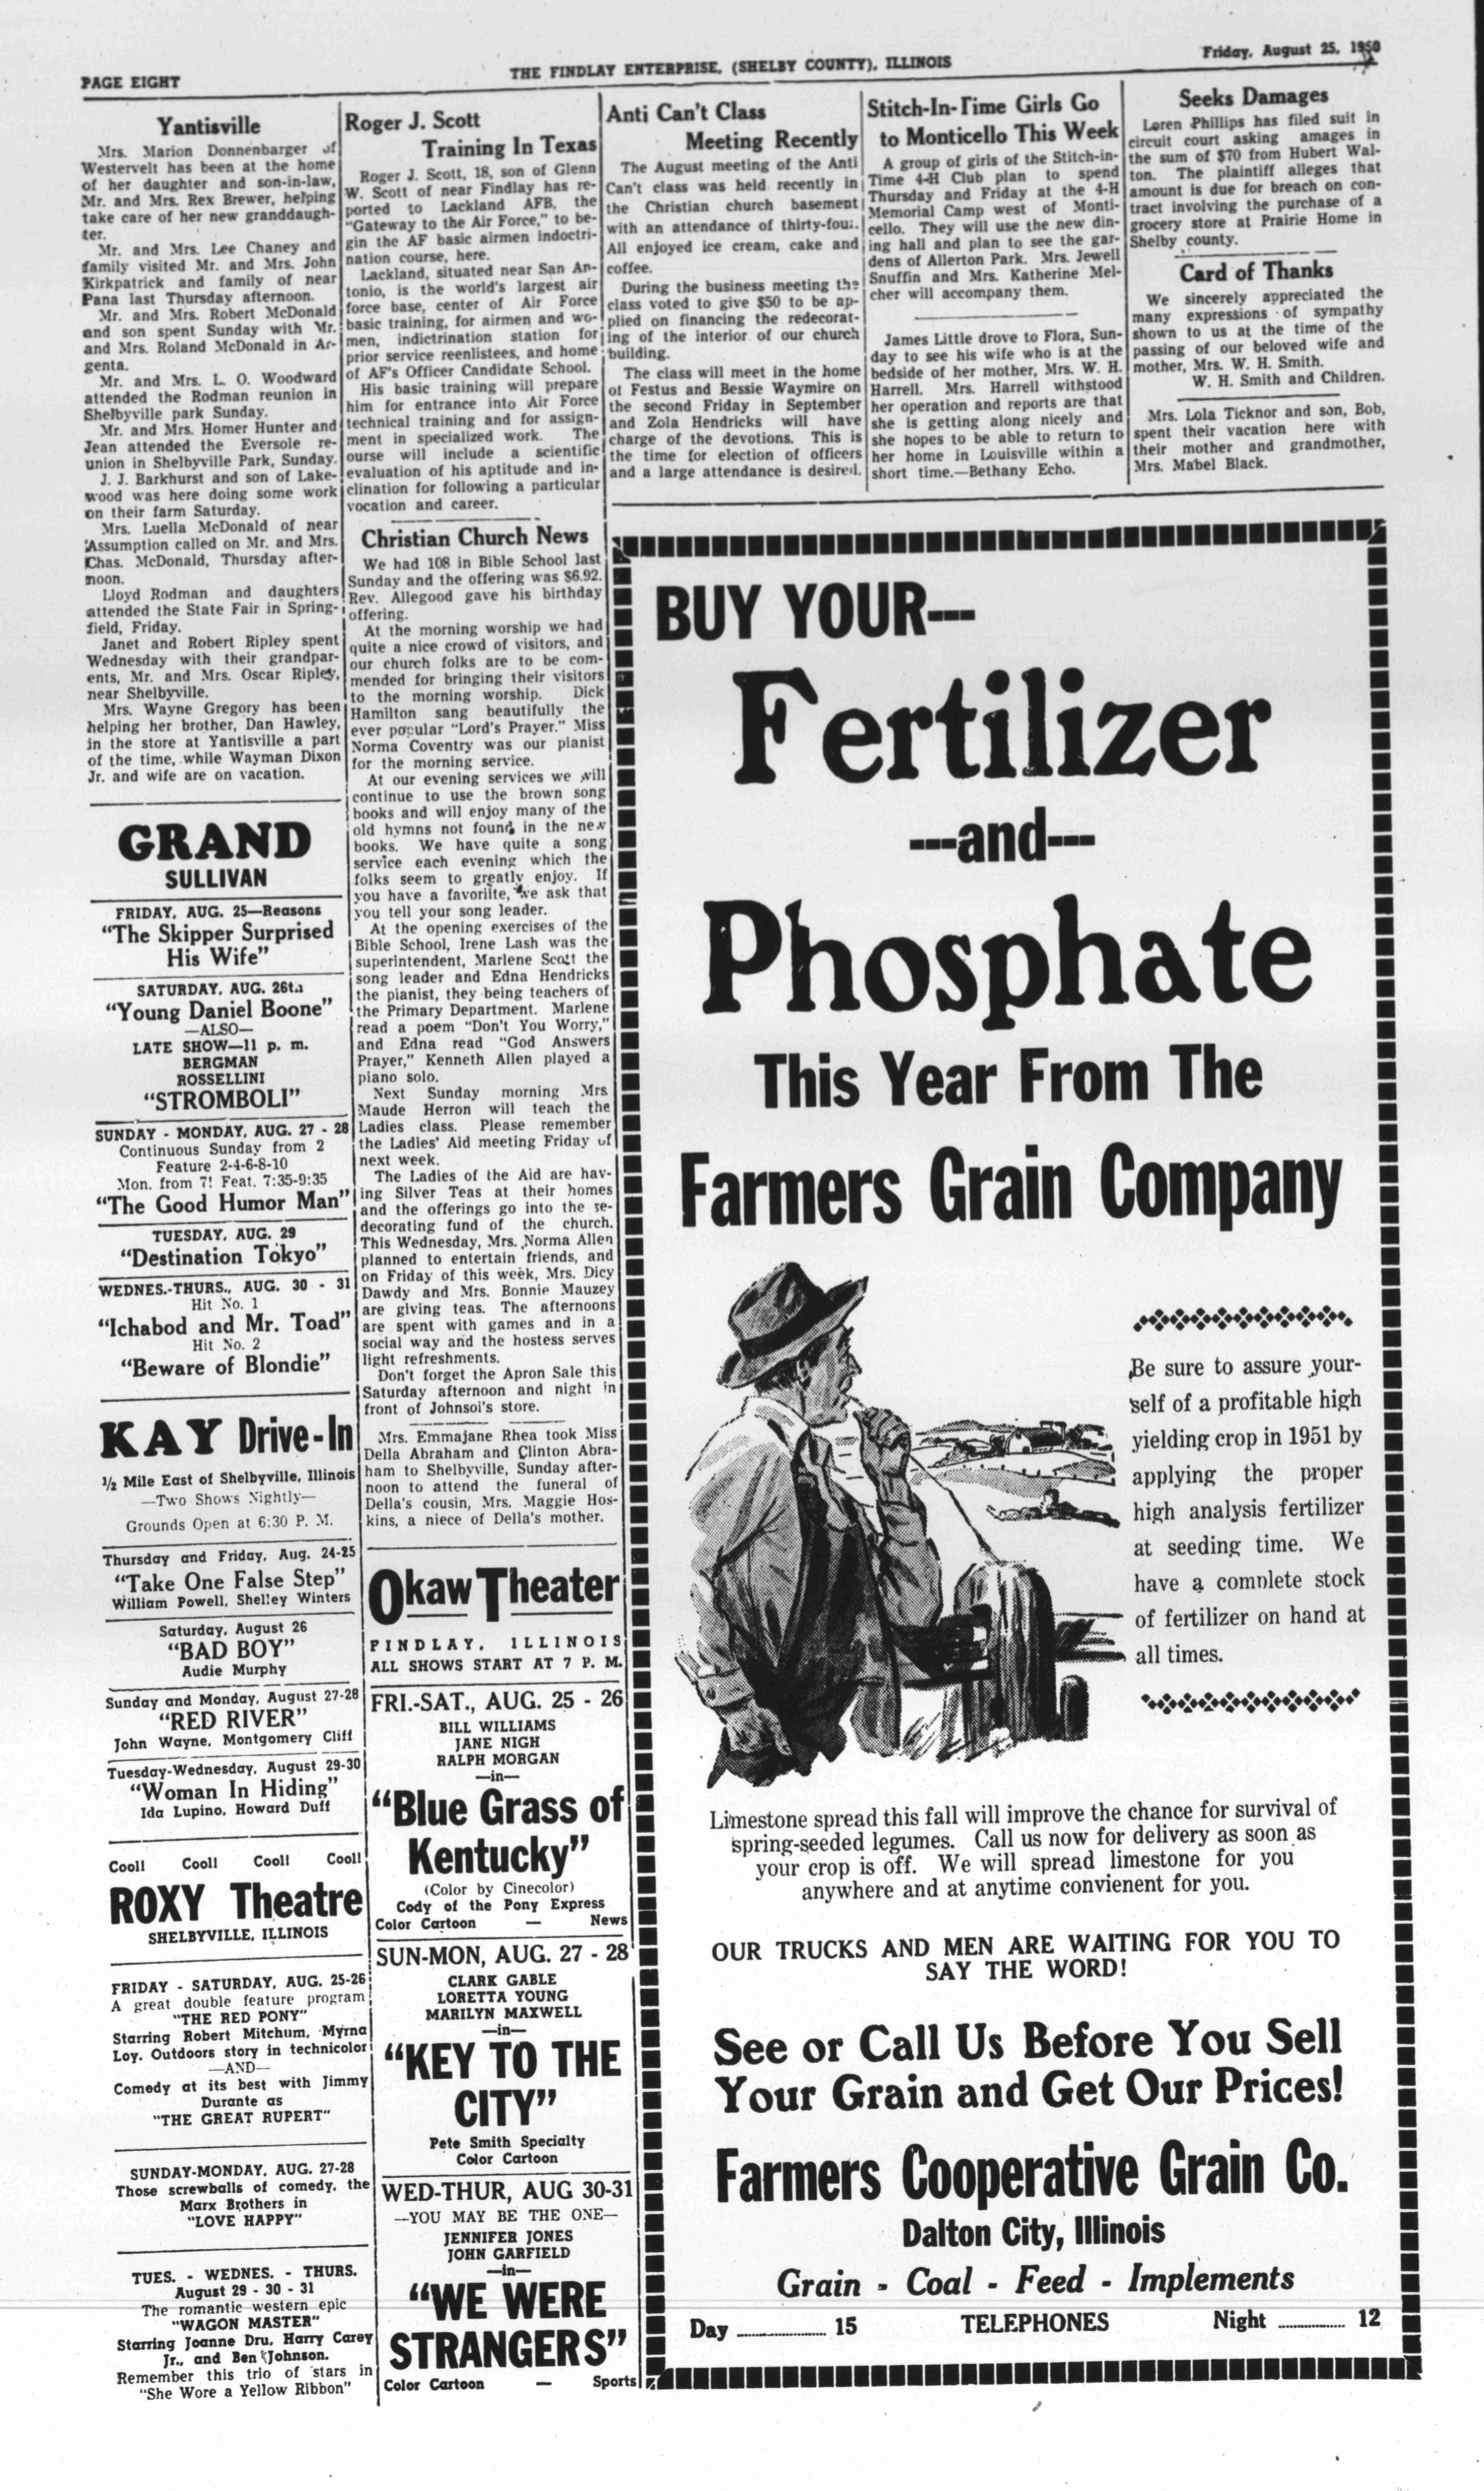 PAGE EIGHT
THE FINDLAY ENTERPRISE, (SHELBY COUNTY), ILLINOIS
Friday, August 25, 1950
Yantisville
Mrs. Marion Donnenbarger of
Westervelt has been at the home
of her daughter and son-in-law,
Mr. and Mrs. Rex Brewer, helping
take care of her new granddaugh-
ter.
Mr. and Mrs. Lee Chaney and
family visited Mr. and Mrs. John
Kirkpatrick and family of near
Pana last Thursday afternoon.
Mr. and Mrs. Robert McDonald
and son spent Sunday with Mr.
and Mrs. Roland McDonald in Ar-
genta.
Mr. and Mrs. L. O. Woodward
attended the Rodman reunion in
Shelbyville park Sunday.
Mr. and Mrs. Homer Hunter and
Jean attended the Eversole re-
union in Shelbyville Park, Sunday.
J. J. Barkhurst and son of Lake-
wood was here doing some work
on their farm Saturday.
Mrs. Luella McDonald of near
Assumption called on Mr. and Mrs.
Chas. McDonald, Thursday after-
noon.
Lloyd Rodman and daughters
attended the State Fair in Spring-
field, Friday.
Janet and Robert Ripley spent
Wednesday with their grandpar-
ents, Mr. and Mrs. Oscar Ripley,
near Shelbyville.
Mrs. Wayne Gregory has been
helping her brother, Dan Hawley,
in the store at Yantisville a part
of the time, while Wayman Dixon
Jr. and wife are on vacation.
GRAND
SULLIVAN
FRIDAY, AUG. 25—Reasons
"The Skipper Surprised
His Wife"
SATURDAY, AUG. 26th
"Young Daniel Boone"
—ALSO—
LATE SHOW—11 p. m.
BERGMAN
ROSSELLINI
"STROMBOLI"
SUNDAY - MONDAY, AUG. 27 - 28
Continuous Sunday from 2
Feature 2-4-6-8-10
Mon. from 7! Feat. 7:35-9:35
"The Good Humor Man"
TUESDAY, AUG. 29
"Destination Tokyo"
WEDNES.-THURS., AUG. 30 - 31
Hit No. 1
"Ichabod and Mr. Toad"
Hit No. 2
"Beware of Blondie"
KAY Drive-In
½ Mile East of Shelbyville, Illinois
—Two Shows Nightly—
Grounds Open at 6:30 P. M.
Thursday and Friday, Aug. 24-25
"Take One False Step"
William Powell, Shelley Winters
Saturday, August 26
"BAD BOY"
Audie Murphy
Sunday and Monday, August 27-28
"RED RIVER"
John Wayne, Montgomery Cliff
Tuesday-Wednesday, August 29-30
"Woman In Hiding"
Ida Lupino, Howard Duff
Cool! Cool! Cool! Cool!
ROXY Theatre
SHELBYVILLE, ILLINOIS
FRIDAY - SATURDAY, AUG. 25-26
A great double feature program
"THE RED PONY"
Starring Robert Mitchum, Myrna
Loy. Outdoors story in technicolor
—AND—
Comedy at its best with Jimmy
Durante as
"THE GREAT RUPERT"
SUNDAY-MONDAY, AUG. 27-28
Those screwballs of comedy, the
Marx Brothers in
"LOVE HAPPY"
TUES. - WEDNES. - THURS.
August 29 - 30 - 31
The romantic western epic
"WAGON MASTER"
Starring Joanne Dru, Harry Carey
Jr., and Ben Johnson.
Remember this trio of stars in
"She Wore a Yellow Ribbon"
Roger J. Scott
Training In Texas
Roger J. Scott, 18, son of Glenn
W. Scott of near Findlay has re-
ported to Lackland AFB, the
"Gateway to the Air Force," to be-
gin the AF basic airmen indoctri-
nation course, here.
Lackland, situated near San An-
tonio, is the world's largest air
force base, center of Air Force
basic training, for airmen and wo-
men, indictrination station for
prior service reenlistees, and home
of AF's Officer Candidate School.
His basic training will prepare
him for entrance into Air Force
technical training and for assign-
ment in specialized work. The
ourse will include a scientific
evaluation of his aptitude and in-
clination for following a particular
vocation and career.
Christian Church News
We had 108 in Bible School last
Sunday and the offering was $6.92.
Rev. Allegood gave his birthday
offering.
At the morning worship we had
quite a nice crowd of visitors, and
our church folks are to be com-
mended for bringing their visitors
to the morning worship. Dick
Hamilton sang beautifully the
ever popular "Lord's Prayer." Miss
Norma Coventry was our pianist
for the morning service.
At our evening services we will
continue to use the brown song
books and will enjoy many of the
old hymns not found in the new
books. We have quite a song
service each evening which the
folks seem to greatly enjoy. If
you have a favoriite, we ask that
you tell your song leader.
At the opening exercises of the
Bible School, Irene Lash was the
superintendent, Marlene Scott the
song leader and Edna Hendricks
the pianist, they being teachers of
the Primary Department. Marlene
read a poem "Don't You Worry,"
and Edna read "God Answers
Prayer," Kenneth Allen played a
piano solo.
Next Sunday morning Mrs
Maude Herron will teach the
Ladies class. Please remember
the Ladies' Aid meeting Friday of
next week.
The Ladies of the Aid are hav-
ing Silver Teas at their homes
and the offerings go into the re-
decorating fund of the church.
This Wednesday, Mrs. Norma Allen
planned to entertain friends, and
on Friday of this week, Mrs. Dicy
Dawdy and Mrs. Bonnie Mauzey
are giving teas. The afternoons
are spent with games and in a
social way and the hostess serves
light refreshments.
Don't forget the Apron Sale this
Saturday afternoon and night in
front of Johnsoi's store.
Mrs. Emmajane Rhea took Miss
Della Abraham and Clinton Abra-
ham to Shelbyville, Sunday after-
noon to attend the funeral of
Della's cousin, Mrs. Maggie Hos-
kins, a niece of Della's mother.
Okaw Theater
FINDLAY, ILLINOIS
ALL SHOWS START AT 7 P. M.
FRI.-SAT., AUG. 25 - 26
BILL WILLIAMS
JANE NIGH
RALPH MORGAN
—in—
"Blue Grass of
Kentucky"
(Color by Cinecolor)
Cody of the Pony Express
Color Cartoon — News
SUN-MON, AUG. 27 - 28
CLARK GABLE
LORETTA YOUNG
MARILYN MAXWELL
—in—
"KEY TO THE
CITY"
Pete Smith Specialty
Color Cartoon
WED-THUR, AUG 30-31
—YOU MAY BE THE ONE—
JENNIFER JONES
JOHN GARFIELD
—in—
"WE WERE
STRANGERS"
Color Cartoon — Sports
Anti Can't Class
Meeting Recently
The August meeting of the Anti
Can't class was held recently in
the Christian church basement
with an attendance of thirty-four.
All enjoyed ice cream, cake and
coffee.
During the business meeting the
class voted to give $50 to be ap-
plied on financing the redecorat-
ing of the interior of our church
building.
The class will meet in the home
of Festus and Bessie Waymire on
the second Friday in September
and Zola Hendricks will have
charge of the devotions. This is
the time for election of officers
and a large attendance is desired.
Stitch-In-Time Girls Go
to Monticello This Week
A group of girls of the Stitch-in-
Time 4-H Club plan to spend
Thursday and Friday at the 4-H
Memorial Camp west of Monti-
cello. They will use the new din-
ing hall and plan to see the gar-
dens of Allerton Park. Mrs. Jewell
Snuffin and Mrs. Katherine Mel-
cher will accompany them.
James Little drove to Flora, Sun-
day to see his wife who is at the
bedside of her mother, Mrs. W. H.
Harrell. Mrs. Harrell withstood
her operation and reports are that
she is getting along nicely and
she hopes to be able to return to
her home in Louisville within a
short time.—Bethany Echo.
Seeks Damages
Loren Phillips has filed suit in
circuit court asking amages in
the sum of $70 from Hubert Wal-
ton. The plaintiff alleges that
amount is due for breach on con-
tract involving the purchase of a
grocery store at Prairie Home in
Shelby county.
Card of Thanks
We sincerely appreciated the
many expressions of sympathy
shown to us at the time of the
passing of our beloved wife and
mother, Mrs. W. H. Smith.
W. H. Smith and Children.
Mrs. Lola Ticknor and son, Bob,
spent their vacation here with
their mother and grandmother,
Mrs. Mabel Black.
BUY YOUR---
Fertilizer
---and---
Phosphate
This Year From The
Farmers Grain Company
Be sure to assure your-
self of a profitable high
yielding crop in 1951 by
applying the proper
high analysis fertilizer
at seeding time. We
have a complete stock
of fertilizer on hand at
all times.
Limestone spread this fall will improve the chance for survival of
spring-seeded legumes. Call us now for delivery as soon as
your crop is off. We will spread limestone for you
anywhere and at anytime convienent for you.
OUR TRUCKS AND MEN ARE WAITING FOR YOU TO
SAY THE WORD!
See or Call Us Before You Sell
Your Grain and Get Our Prices!
Farmers Cooperative Grain Co.
Dalton City, Illinois
Grain - Coal - Feed - Implements
Day .......... 15 TELEPHONES Night .......... 12